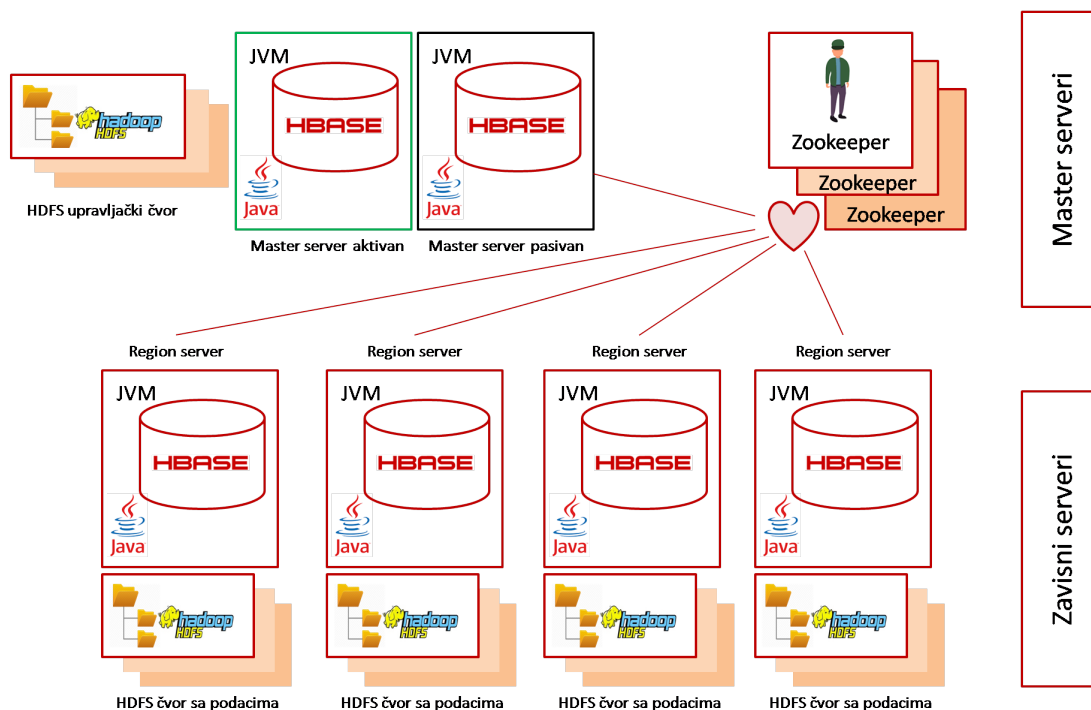 JVM
HBASE
Java
Master server aktivan
JVM
HBASE
Java
Master server pasivan
hadoop
HDFS
HDFS upravljački čvor
Zookeeper
Zookeeper
Zookeeper
Master serveri
Region server
Region server
Region server
Region server
JVM
HBASE
Java
JVM
HBASE
Java
JVM
HBASE
Java
JVM
HBASE
Java
hadoop
HDFS
hadoop
HDFS
hadoop
HDFS
hadoop
HDFS
HDFS čvor sa podacima
HDFS čvor sa podacima
HDFS čvor sa podacima
HDFS čvor sa podacima
Zavisni serveri